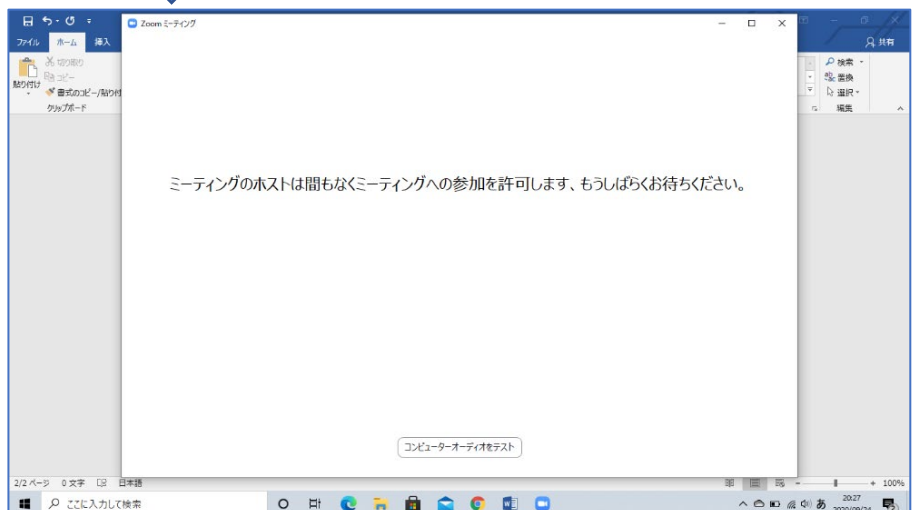 Zoom ミーティング
ファイル ホーム 挿入
共有
切り取り
コピー
貼り付け
書式のコピー/貼り付
クリップボード
検索
置換
選択
編集
ミーティングのホストは間もなくミーティングへの参加を許可します、もうしばらくお待ちください。
コンピューターオーディオをテスト
2/2 ページ 0 文字 日本語
100%
ここに入力して検索
あ
20:27
2020/09/24